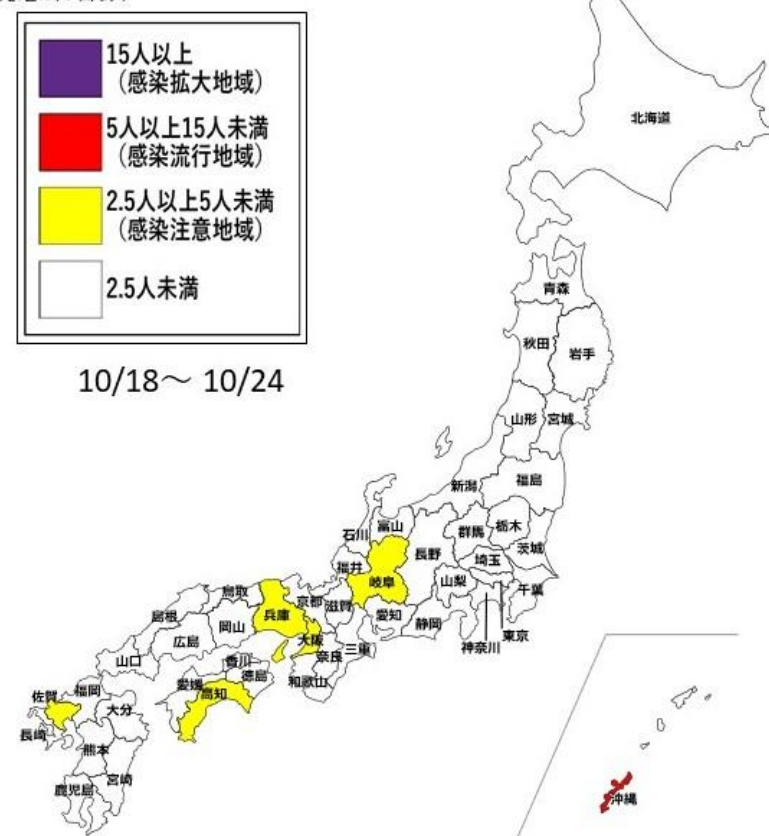 15人以上
（感染拡大地域）
5人以上15人未満
（感染流行地域）
2.5人以上5人未満
（感染注意地域）
2.5人未満
10/18～ 10/24
北海道
青森
秋田
岩手
山形
宮城
新潟
福島
石川
富山
群馬
栃木
茨城
福井
長野
埼玉
岐阜
山梨
千葉
鳥取
京都
滋賀
愛知
静岡
神奈川
東京
島根
岡山
兵庫
大阪
広島
奈良
三重
山口
香川
徳島
和歌山
愛媛
高知
佐賀
福岡
大分
長崎
熊本
宮崎
鹿児島
沖縄